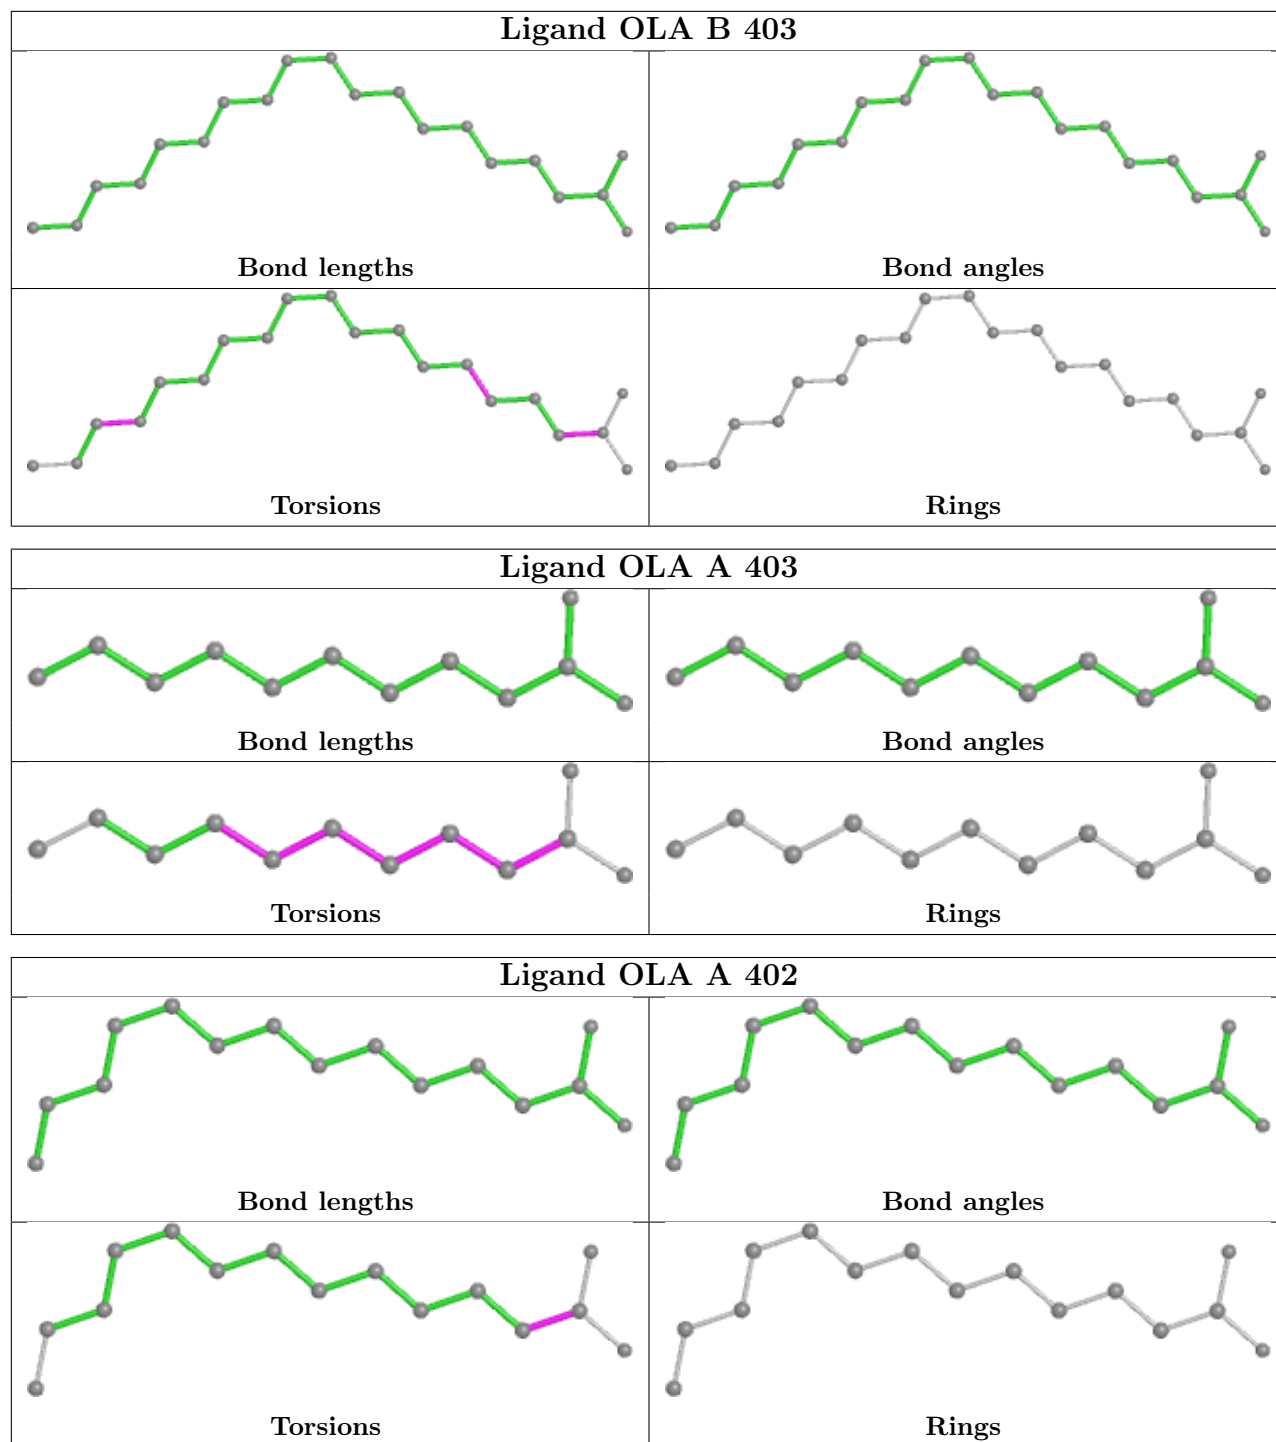 Ligand OLA B 403
Bond lengths
Bond angles
Torsions
Rings
Ligand OLA A 403
Bond lengths
Bond angles
Torsions
Rings
Ligand OLA A 402
Bond lengths
Bond angles
Torsions
Rings